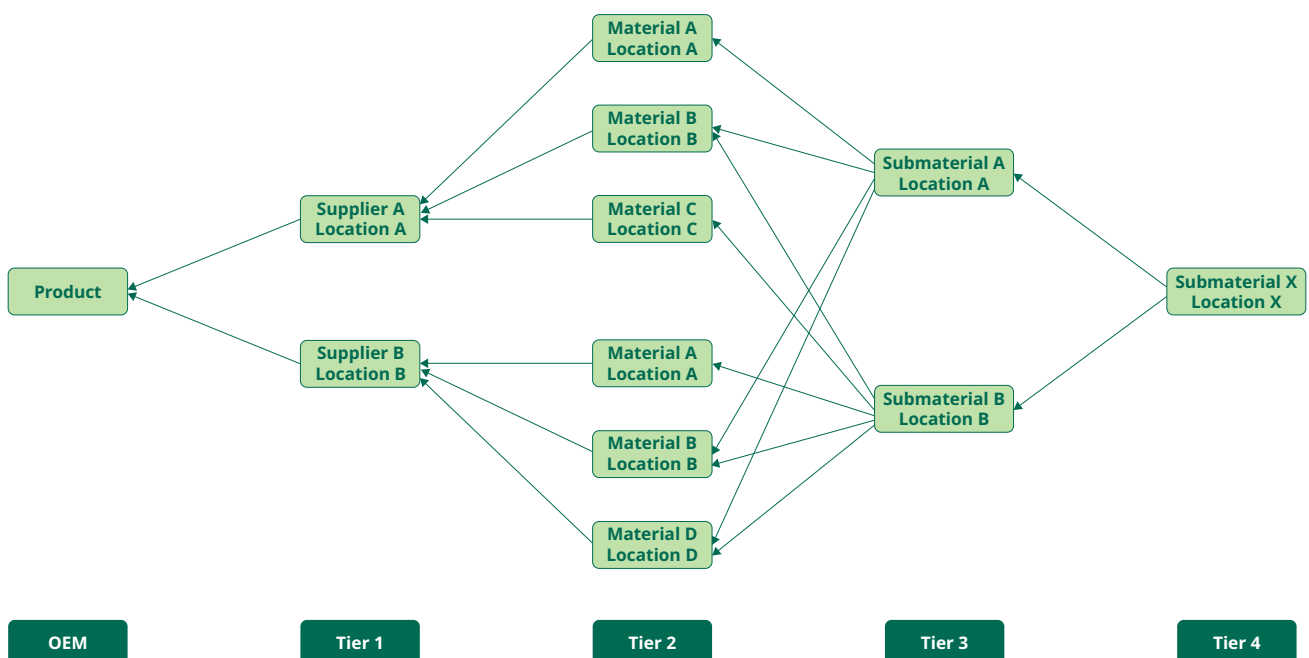 Material A
Location A
Material B
Location B
Submaterial A
Location A
Supplier A
Location A
Material C
Location C
Product
Submaterial X
Location X
Supplier B
Location B
Material A
Location A
Submaterial B
Location B
Material B
Location B
Material D
Location D
OEM
Tier 1
Tier 2
Tier 3
Tier 4